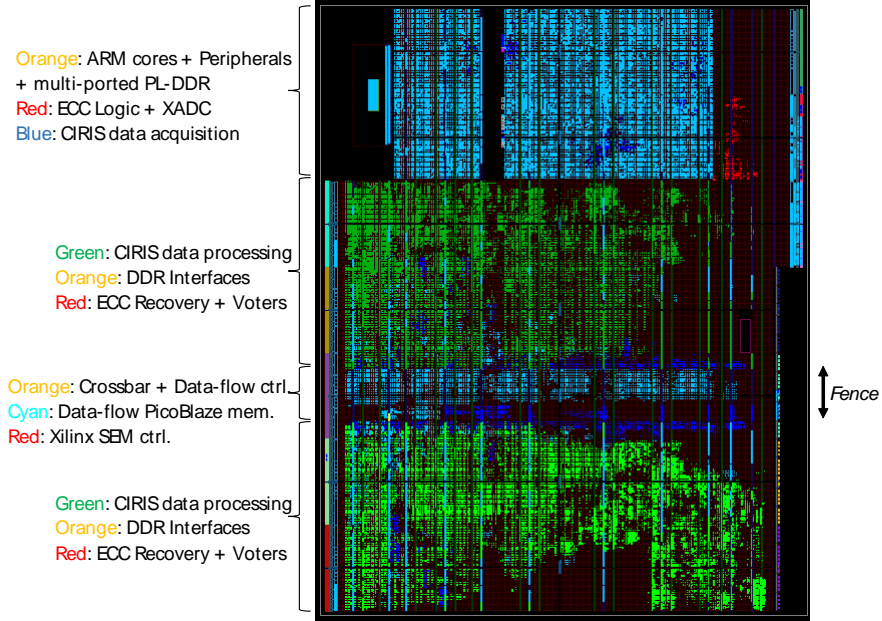 Orange: ARM cores + Peripherals
+ multi-ported PL-DDR
Red: ECC Logic + XADC
Blue: CIRIS data acquisition
Green: CIRIS data processing
Orange: DDR Interfaces
Red: ECC Recovery + Voters
Orange: Crossbar + Data-flow ctrl.
Cyan: Data-flow PicoBlaze mem.
Red: Xilinx SEM ctrl.
Fence
Green: CIRIS data processing
Orange: DDR Interfaces
Red: ECC Recovery + Voters